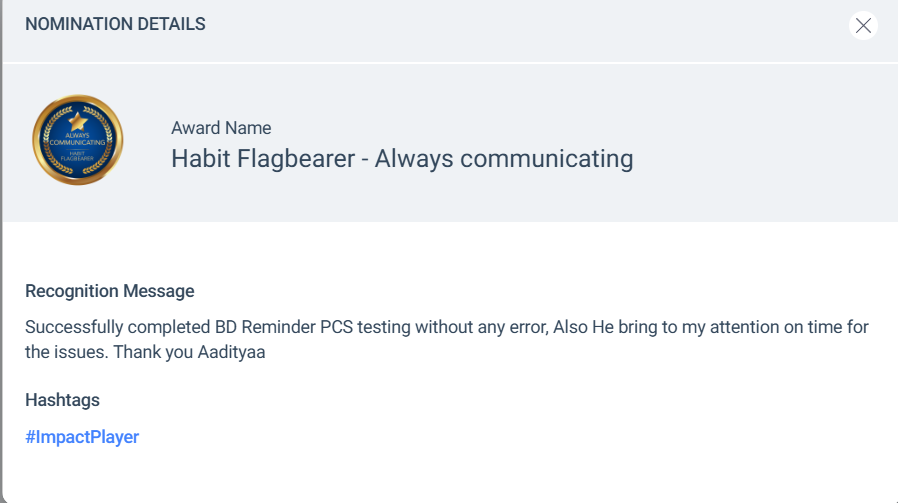 NOMINATION DETAILS
ALWAYS
COMMUNICATING
HABIT
FLAGBEARER
Award Name
Habit Flagbearer - Always communicating
Recognition Message
Successfully completed BD Reminder PCS testing without any error, Also He bring to my attention on time for
the issues. Thank you Aadityaa
Hashtags
#ImpactPlayer